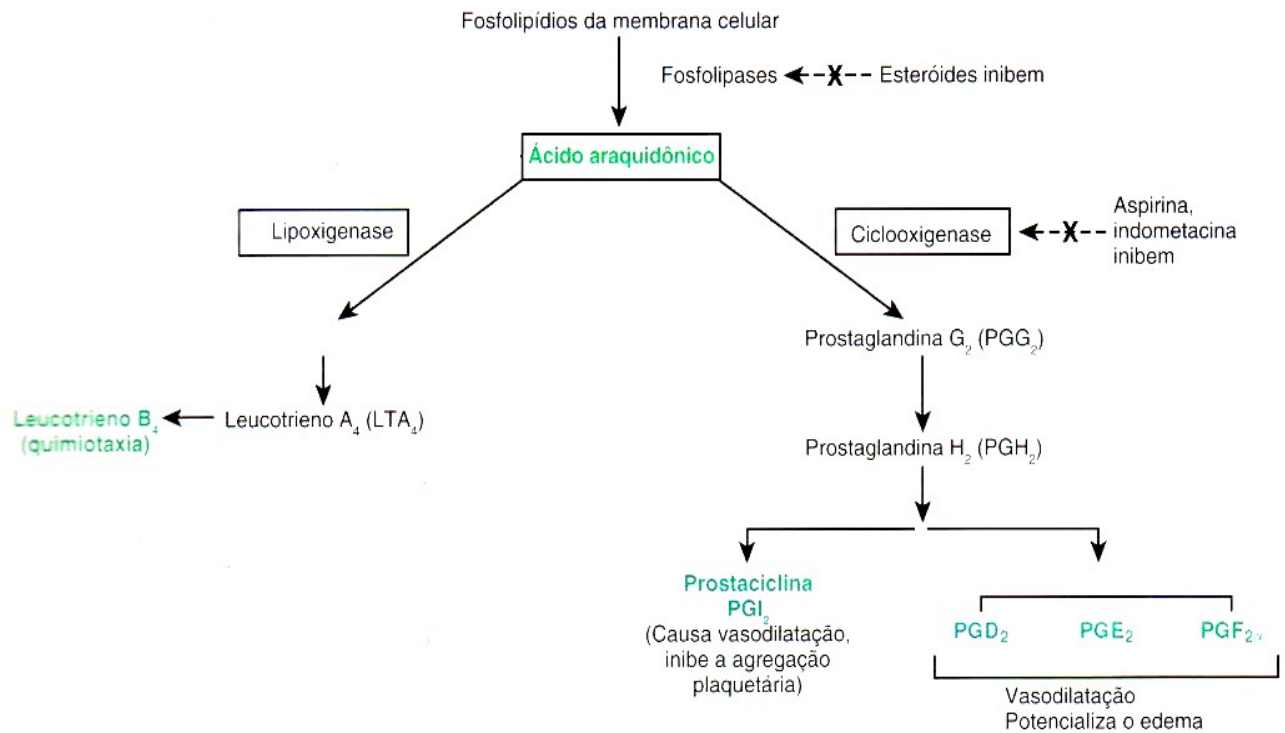 Fosfolipídios da membrana celular
Fosfolipases
Esteróides inibem
X
Ácido araquidônico
Lipoxigenase
Ciclooxigenase
X
Aspirina,
indometacina
inibem
Prostaglandina G₂ (PGG₂)
Leucotrieno B₄
(quimiotaxia)
Leucotrieno A₄ (LTA₄)
Prostaglandina H₂ (PGH₂)
Prostaciclina
PGI₂
(Causa vasodilatação,
inibe a agregação
plaquetária)
PGD₂
PGE₂
PGF₂
Vasodilatação
Potencializa o edema